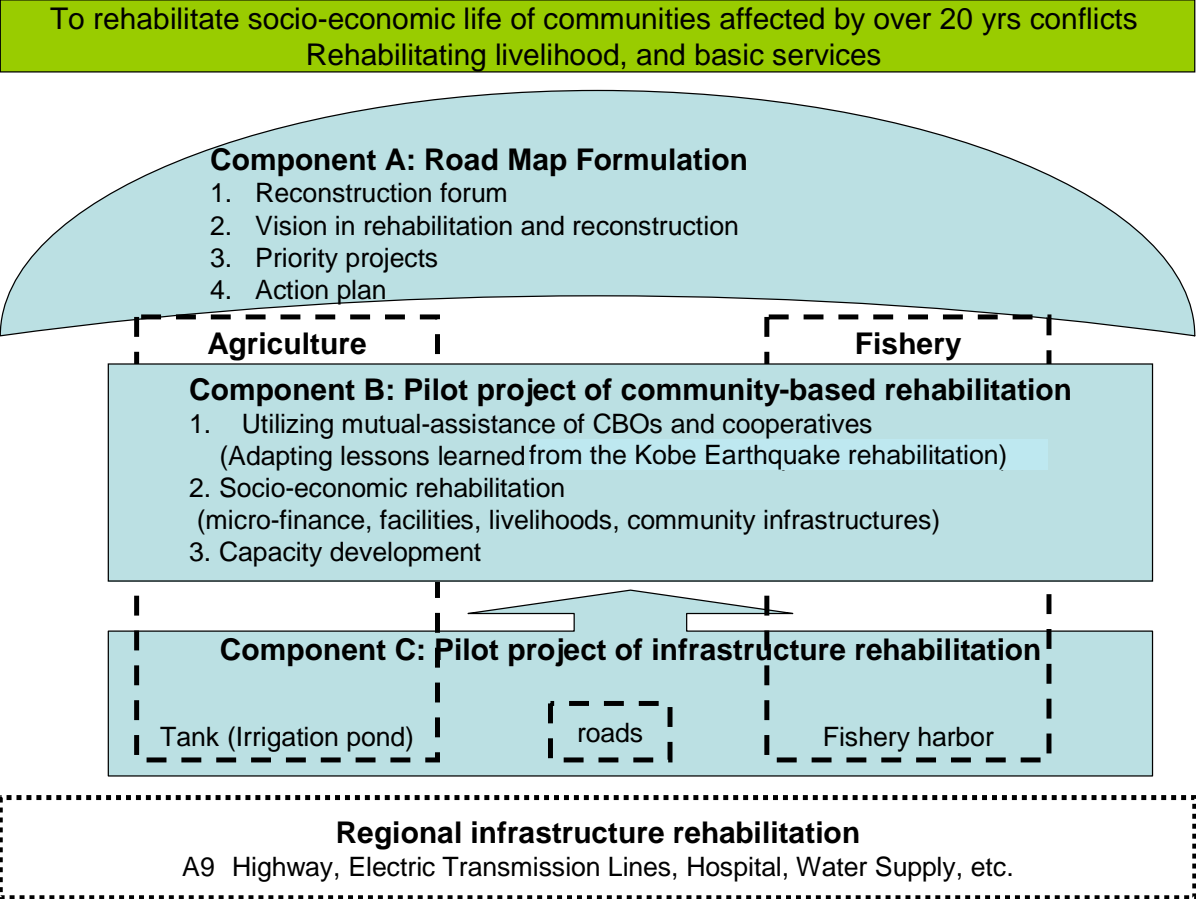 To rehabilitate socio-economic life of communities affected by over 20 yrs conflicts
Rehabilitating livelihood, and basic services
Component A: Road Map Formulation
1. Reconstruction forum
2. Vision in rehabilitation and reconstruction
3. Priority projects
4. Action plan
Agriculture
Fishery
Component B: Pilot project of community-based rehabilitation
1. Utilizing mutual-assistance of CBOs and cooperatives
(Adapting lessons learned from the Kobe Earthquake rehabilitation)
2. Socio-economic rehabilitation
(micro-finance, facilities, livelihoods, community infrastructures)
3. Capacity development
Component C: Pilot project of infrastructure rehabilitation
Tank (Irrigation pond)
roads
Fishery harbor
Regional infrastructure rehabilitation
A9 Highway, Electric Transmission Lines, Hospital, Water Supply, etc.